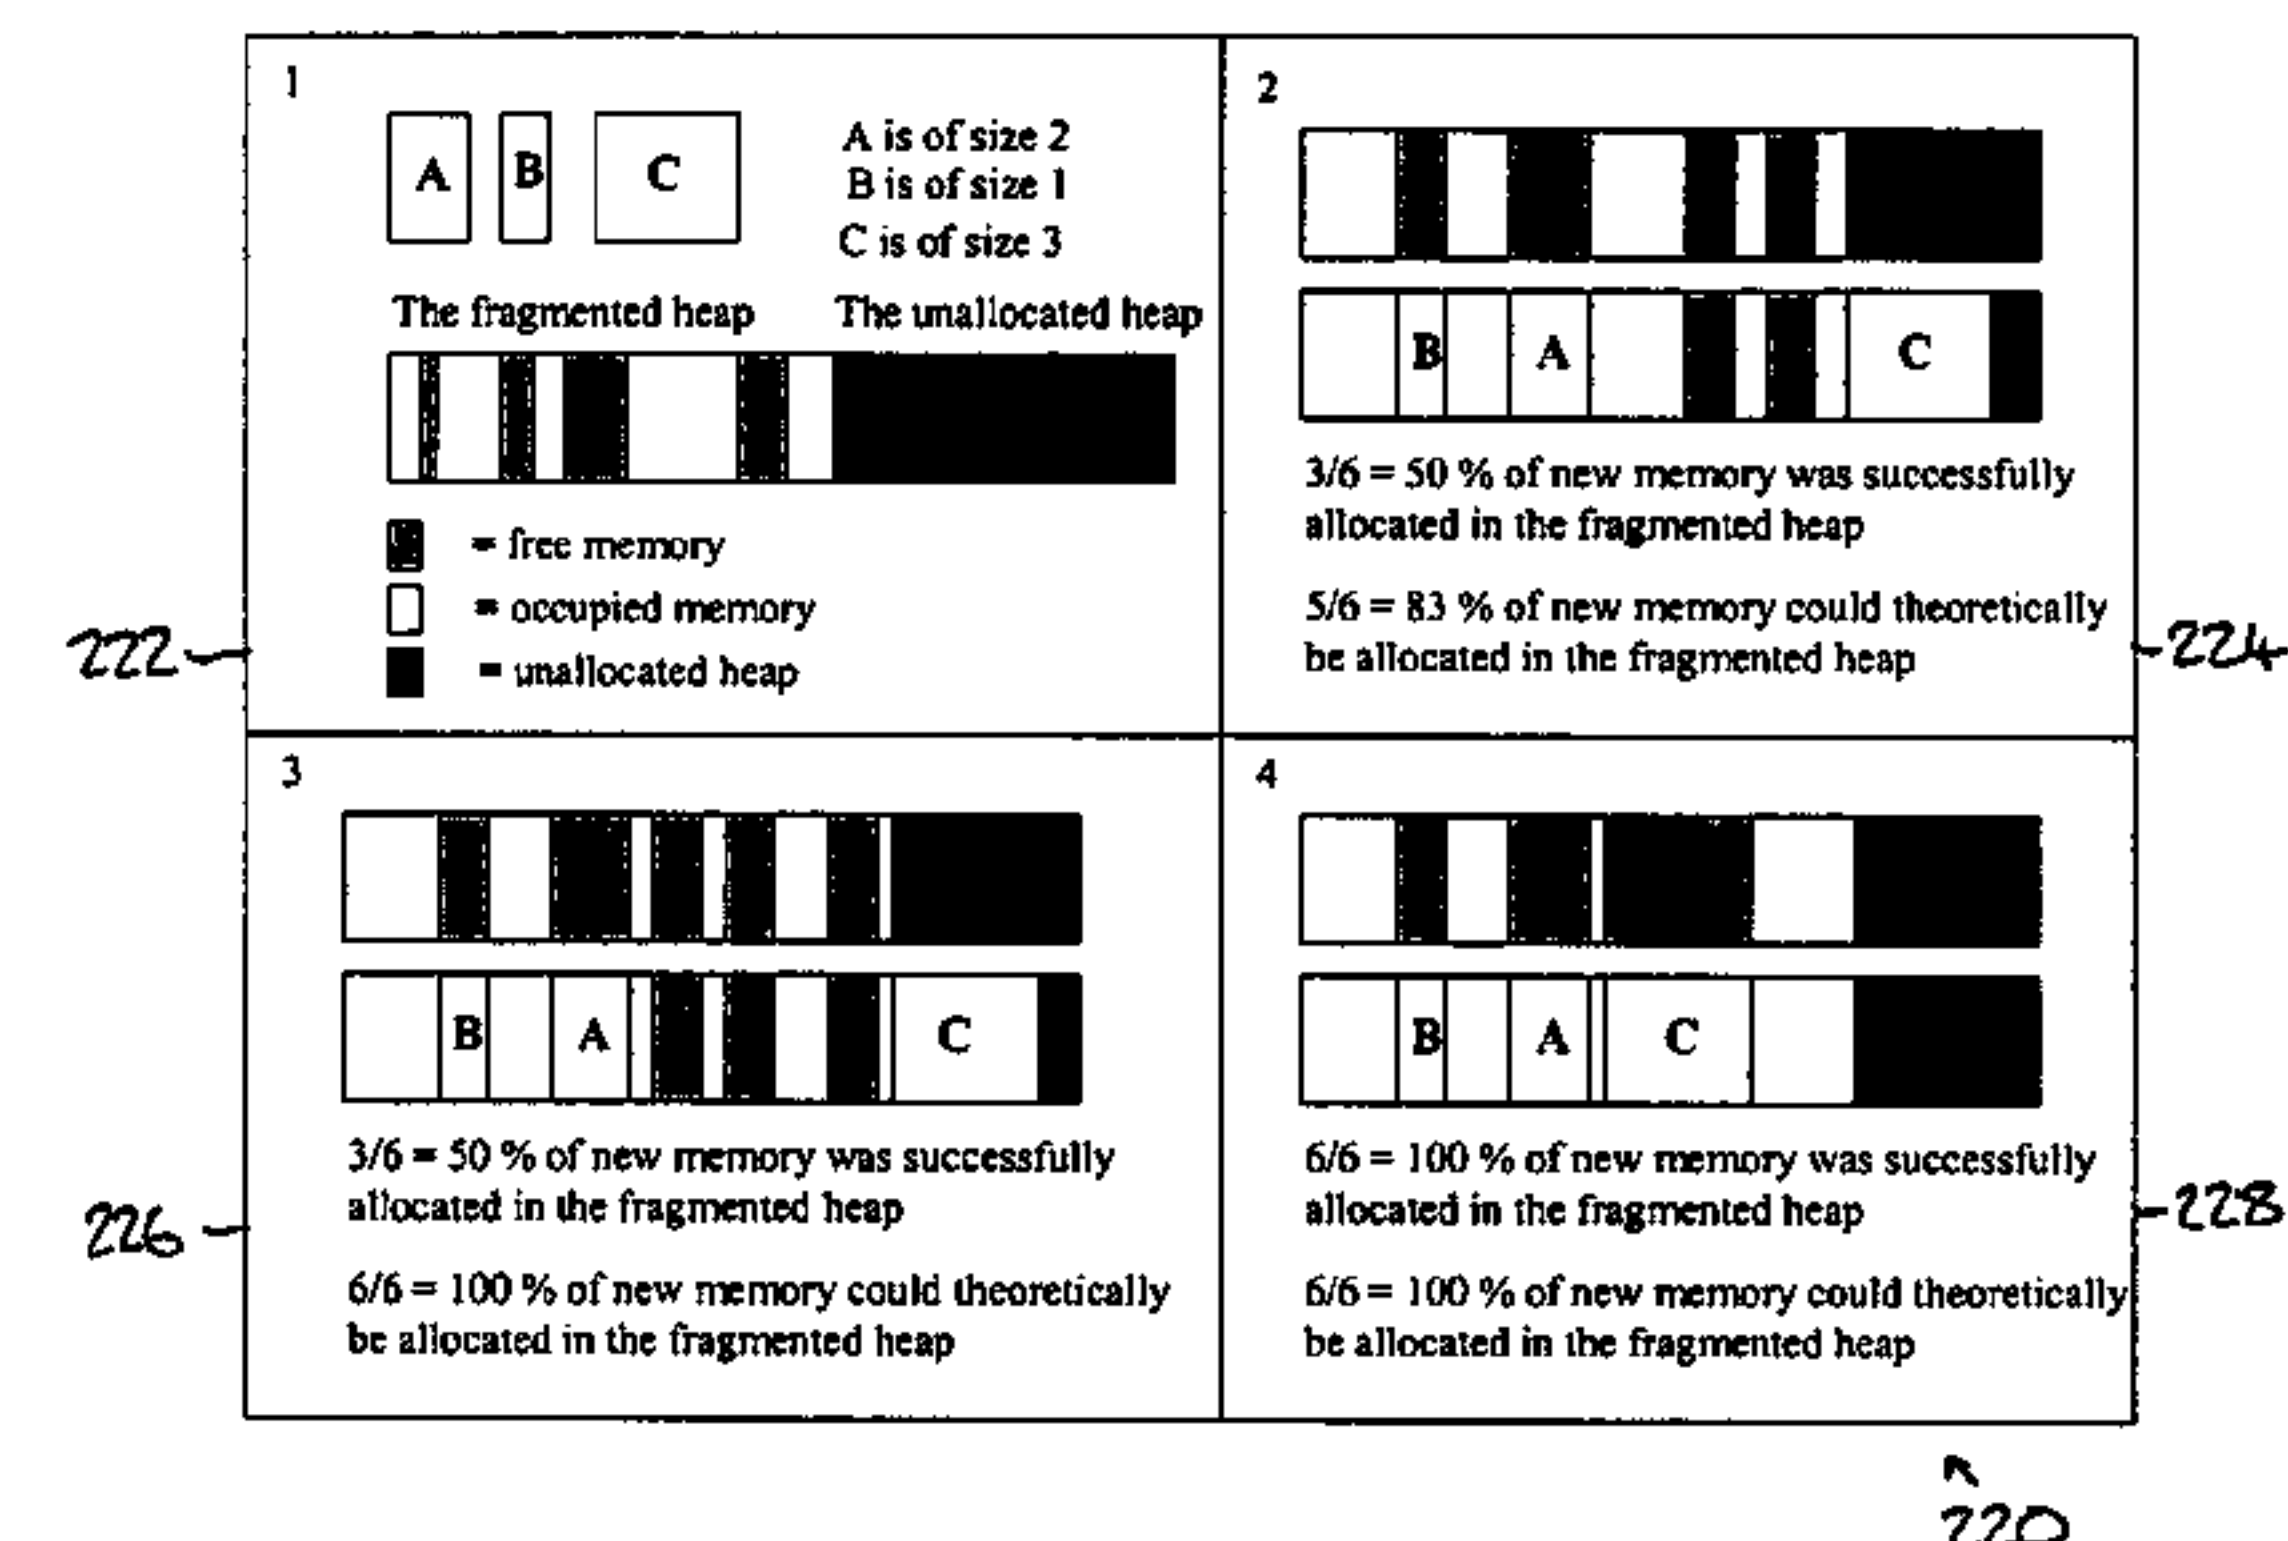 1
A B C
A is of size 2
B is of size 1
C is of size 3
The fragmented heap
The unallocated heap
= free memory
= occupied memory
= unallocated heap
222
2
B A C
3/6 = 50 % of new memory was successfully
allocated in the fragmented heap
5/6 = 83 % of new memory could theoretically
be allocated in the fragmented heap
224
3
B A C
3/6 = 50 % of new memory was successfully
allocated in the fragmented heap
6/6 = 100 % of new memory could theoretically
be allocated in the fragmented heap
226
4
B A C
6/6 = 100 % of new memory was successfully
allocated in the fragmented heap
6/6 = 100 % of new memory could theoretically
be allocated in the fragmented heap
228
220